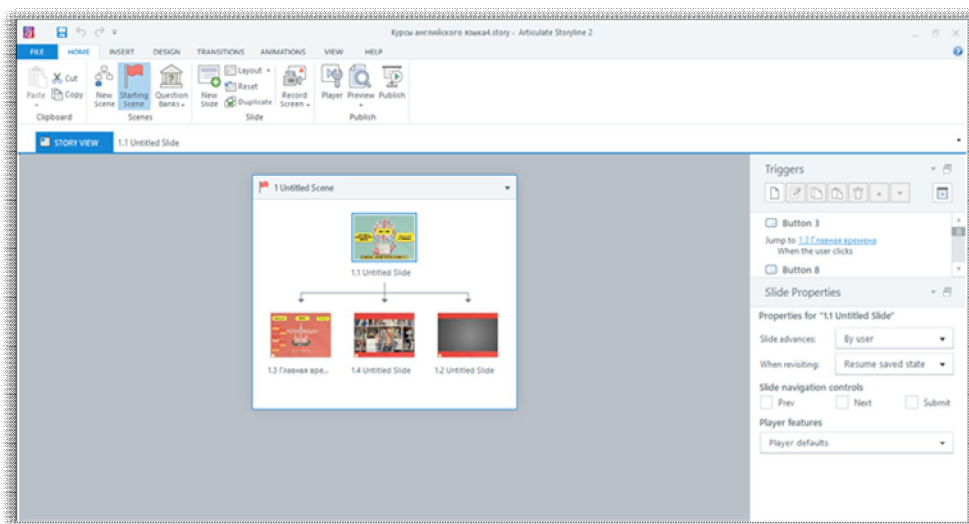 Курсы английского языка4.story - Articulate Storyline 2
FILE HOME INSERT DESIGN TRANSITIONS ANIMATIONS VIEW HELP
Paste Cut Copy
Clipboard
New Scene Starting Scene Question Banks
Scenes
New Slide Layout Reset Duplicate Record Screen
Slide
Player Preview Publish
Publish
STORY VIEW 1.1 Untitled Slide
1 Untitled Scene
1.1 Untitled Slide
1.3 Главная вре...
1.4 Untitled Slide
1.2 Untitled Slide
Triggers
Button 3
Jump to 1.3 Главная времена
When the user clicks
Button 8
Slide Properties
Properties for "1.1 Untitled Slide"
Slide advances: By user
When revisiting: Resume saved state
Slide navigation controls
Prev Next Submit
Player features
Player defaults